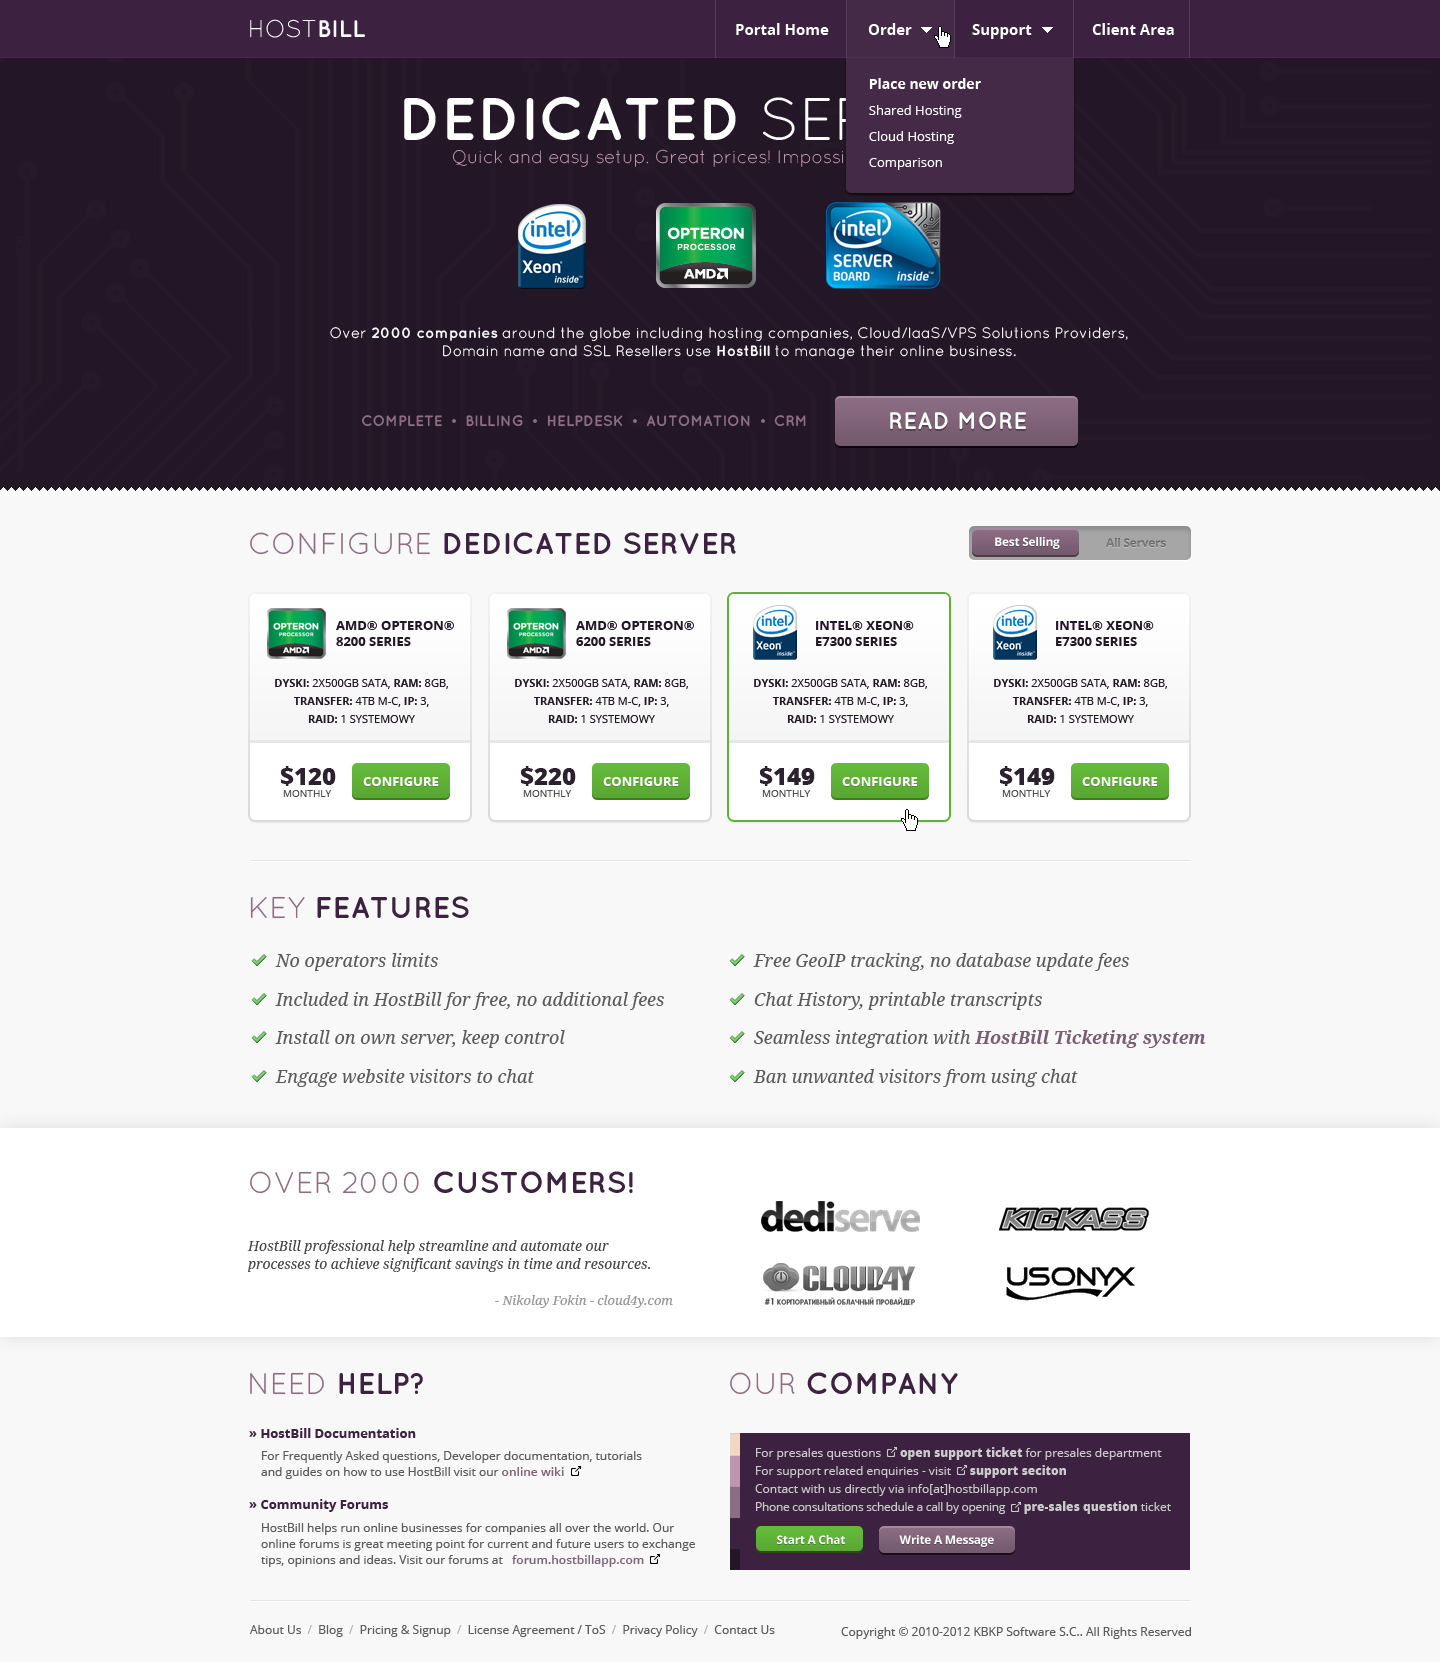 HOSTBILL
Portal Home
Order
Support
Client Area
Place new order
Shared Hosting
Cloud Hosting
Comparison
DEDICATED SER
Quick and easy setup. Great prices! Impossi
intel Xeon inside™
OPTERON PROCESSOR AMD
intel SERVER BOARD inside™
Over 2000 companies around the globe including hosting companies, Cloud/IaaS/VPS Solutions Providers,
Domain name and SSL Resellers use HostBill to manage their online business.
COMPLETE • BILLING • HELPDESK • AUTOMATION • CRM
READ MORE
CONFIGURE DEDICATED SERVER
Best Selling
All Servers
OPTERON PROCESSOR AMD
AMD® OPTERON®
8200 SERIES
DYSKI: 2X500GB SATA, RAM: 8GB,
TRANSFER: 4TB M-C, IP: 3,
RAID: 1 SYSTEMOWY
$120
MONTHLY
CONFIGURE
OPTERON PROCESSOR AMD
AMD® OPTERON®
6200 SERIES
DYSKI: 2X500GB SATA, RAM: 8GB,
TRANSFER: 4TB M-C, IP: 3,
RAID: 1 SYSTEMOWY
$220
MONTHLY
CONFIGURE
intel Xeon inside™
INTEL® XEON®
E7300 SERIES
DYSKI: 2X500GB SATA, RAM: 8GB,
TRANSFER: 4TB M-C, IP: 3,
RAID: 1 SYSTEMOWY
$149
MONTHLY
CONFIGURE
intel Xeon inside™
INTEL® XEON®
E7300 SERIES
DYSKI: 2X500GB SATA, RAM: 8GB,
TRANSFER: 4TB M-C, IP: 3,
RAID: 1 SYSTEMOWY
$149
MONTHLY
CONFIGURE
KEY FEATURES
No operators limits
Included in HostBill for free, no additional fees
Install on own server, keep control
Engage website visitors to chat
Free GeoIP tracking, no database update fees
Chat History, printable transcripts
Seamless integration with HostBill Ticketing system
Ban unwanted visitors from using chat
OVER 2000 CUSTOMERS!
HostBill professional help streamline and automate our
processes to achieve significant savings in time and resources.
- Nikolay Fokin - cloud4y.com
dediserve
KICKASS
CLOUD4Y
#1 КОРПОРАТИВНЫЙ ОБЛАЧНЫЙ ПРОВАЙДЕР
USONYX
NEED HELP?
» HostBill Documentation
For Frequently Asked questions, Developer documentation, tutorials
and guides on how to use HostBill visit our online wiki
» Community Forums
HostBill helps run online businesses for companies all over the world. Our
online forums is great meeting point for current and future users to exchange
tips, opinions and ideas. Visit our forums at forum.hostbillapp.com
OUR COMPANY
For presales questions open support ticket for presales department
For support related enquiries - visit support seciton
Contact with us directly via info[at]hostbillapp.com
Phone consultations schedule a call by opening pre-sales question ticket
Start A Chat
Write A Message
About Us / Blog / Pricing & Signup / License Agreement / ToS / Privacy Policy / Contact Us
Copyright © 2010-2012 KBKP Software S.C.. All Rights Reserved